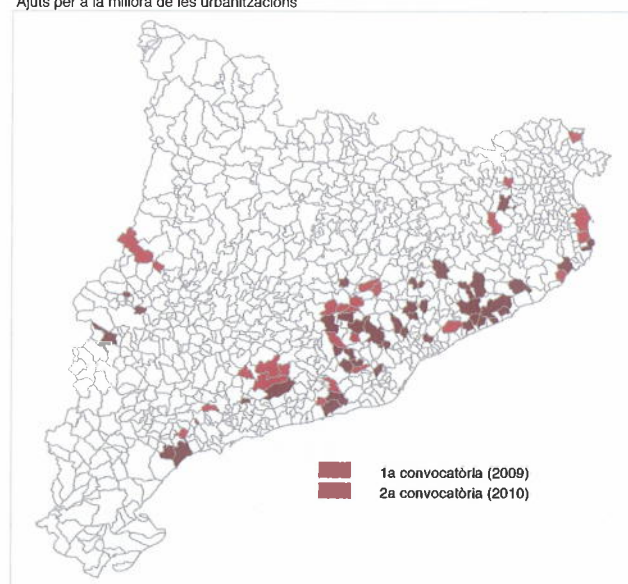 Ajuts per a la millora de les urbanitzacions
1a convocatòria (2009)
2a convocatòria (2010)